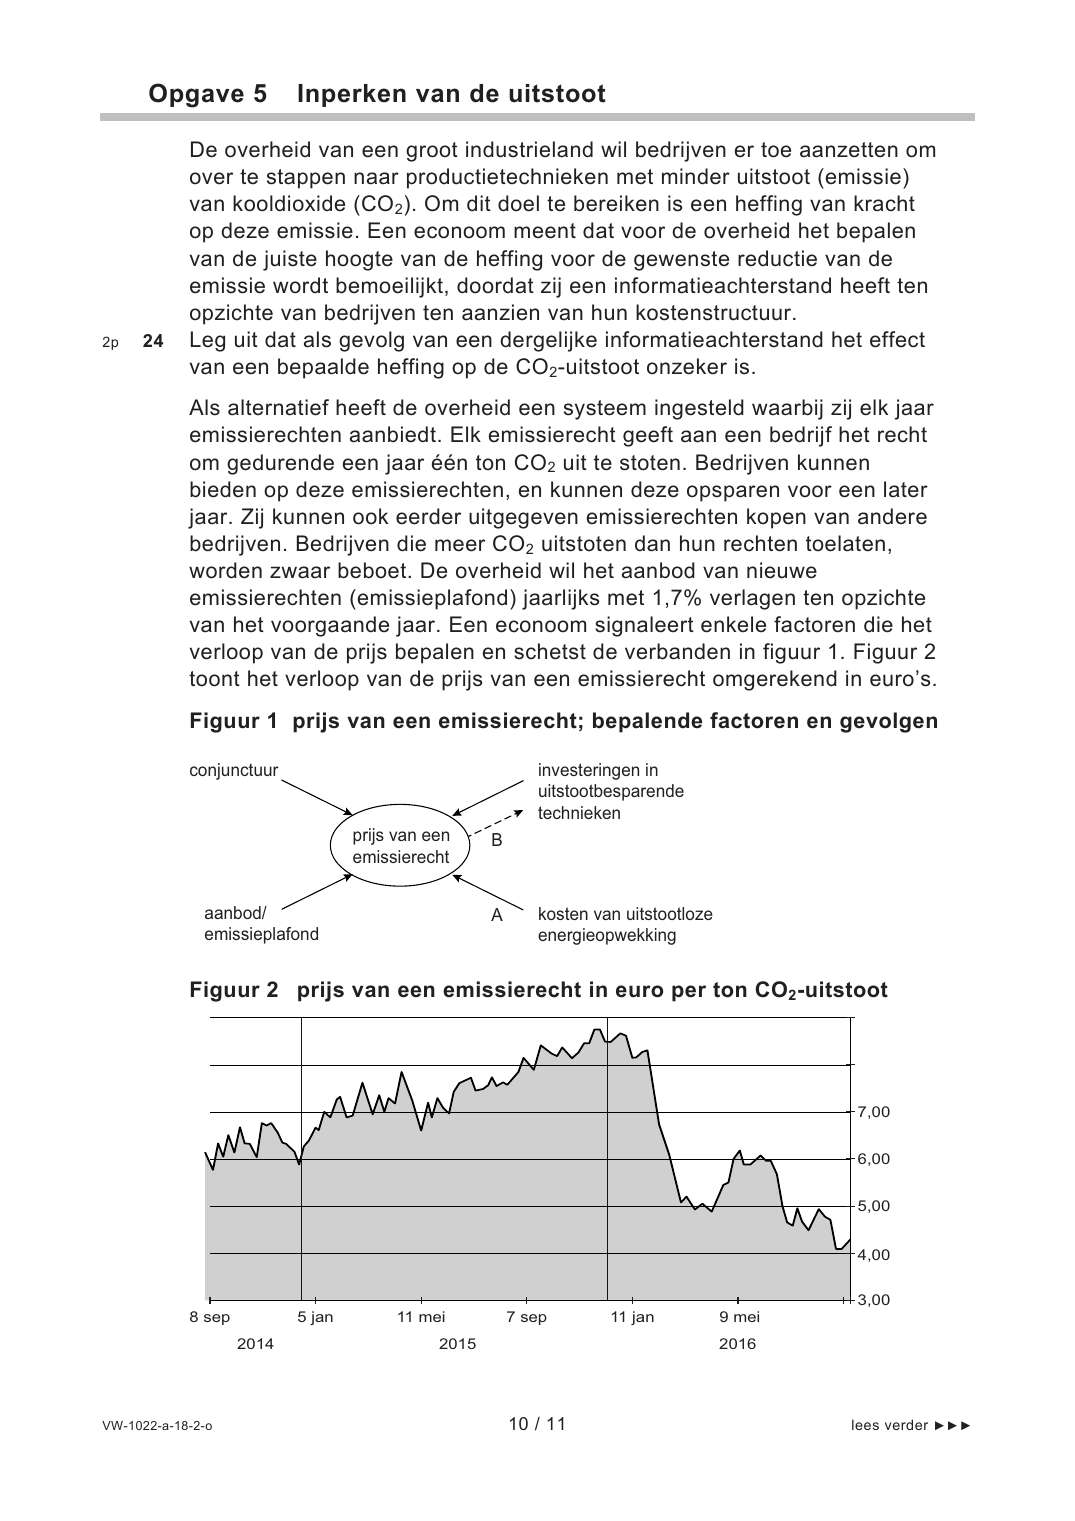 Opgave 5 Inperken van de uitstoot
De overheid van een groot industrieland wil bedrijven er toe aanzetten om
over te stappen naar productietechnieken met minder uitstoot (emissie)
van kooldioxide (CO2). Om dit doel te bereiken is een heffing van kracht
op deze emissie. Een econoom meent dat voor de overheid het bepalen
van de juiste hoogte van de heffing voor de gewenste reductie van de
emissie wordt bemoeilijkt, doordat zij een informatieachterstand heeft ten
opzichte van bedrijven ten aanzien van hun kostenstructuur.
2p 24 Leg uit dat als gevolg van een dergelijke informatieachterstand het effect
van een bepaalde heffing op de CO2-uitstoot onzeker is.
Als alternatief heeft de overheid een systeem ingesteld waarbij zij elk jaar
emissierechten aanbiedt. Elk emissierecht geeft aan een bedrijf het recht
om gedurende een jaar één ton CO2 uit te stoten. Bedrijven kunnen
bieden op deze emissierechten, en kunnen deze opsparen voor een later
jaar. Zij kunnen ook eerder uitgegeven emissierechten kopen van andere
bedrijven. Bedrijven die meer CO2 uitstoten dan hun rechten toelaten,
worden zwaar beboet. De overheid wil het aanbod van nieuwe
emissierechten (emissieplafond) jaarlijks met 1,7% verlagen ten opzichte
van het voorgaande jaar. Een econoom signaleert enkele factoren die het
verloop van de prijs bepalen en schetst de verbanden in figuur 1. Figuur 2
toont het verloop van de prijs van een emissierecht omgerekend in euro's.
Figuur 1 prijs van een emissierecht; bepalende factoren en gevolgen
conjunctuur
investeringen in
uitstootbesparende
technieken
prijs van een
emissierecht
B
aanbod/
emissieplafond
A
kosten van uitstootloze
energieopwekking
Figuur 2 prijs van een emissierecht in euro per ton CO2-uitstoot
7,00
6,00
5,00
4,00
3,00
8 sep 5 jan 11 mei 7 sep 11 jan 9 mei
2014 2015 2016
VW-1022-a-18-2-o 10 / 11 lees verder ►►►